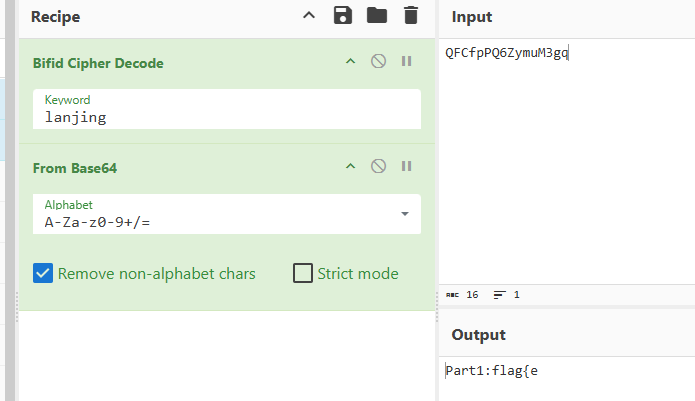 Recipe
Bifid Cipher Decode
Keyword
lanjing
From Base64
Alphabet
A-Za-z0-9+/=
Remove non-alphabet chars
Strict mode
Input
QFCfpPQ6ZymuM3gq
ABC 16 1
Output
Part1:flag{e